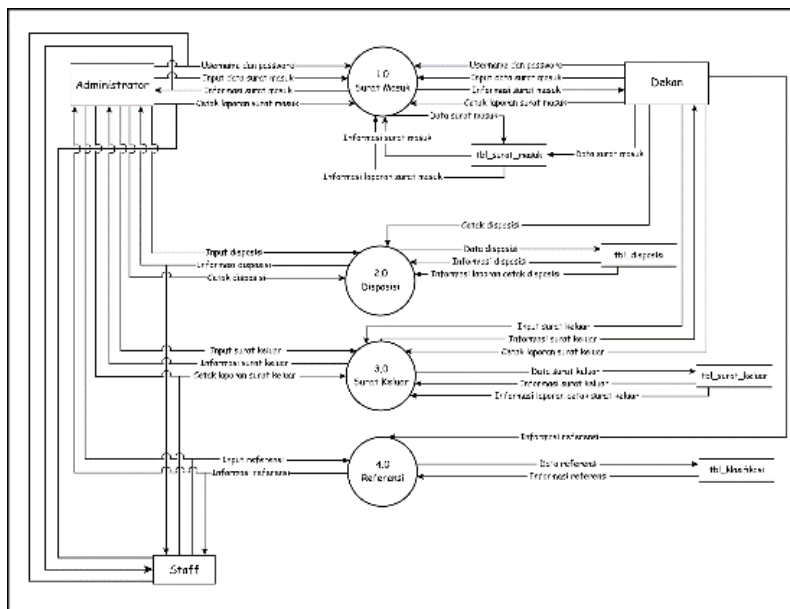 Username dan password
Input data surat masuk
Informasi surat masuk
Cetak laporan surat masuk
Administrator
1.0
Surat Masuk
Username dan password
Input data surat masuk
Informasi surat masuk
Cetak laporan surat masuk
Dekan
Data surat masuk
Informasi surat masuk
tbl_surat_masuk
Data surat masuk
Informasi laporan surat masuk
Cetak disposisi
Input disposisi
Informasi disposisi
Cetak disposisi
2.0
Disposisi
Data disposisi
Informasi disposisi
Informasi laporan cetak disposisi
tbl_disposisi
Input surat keluar
Informasi surat keluar
Cetak laporan surat keluar
Input surat keluar
Informasi surat keluar
Cetak laporan surat keluar
3.0
Surat Keluar
Data surat keluar
Informasi surat keluar
Informasi laporan cetak surat keluar
tbl_surat_keluar
Informasi referensi
Input referensi
Informasi referensi
4.0
Referensi
Data referensi
Informasi referensi
tbl_klasifikasi
Staff